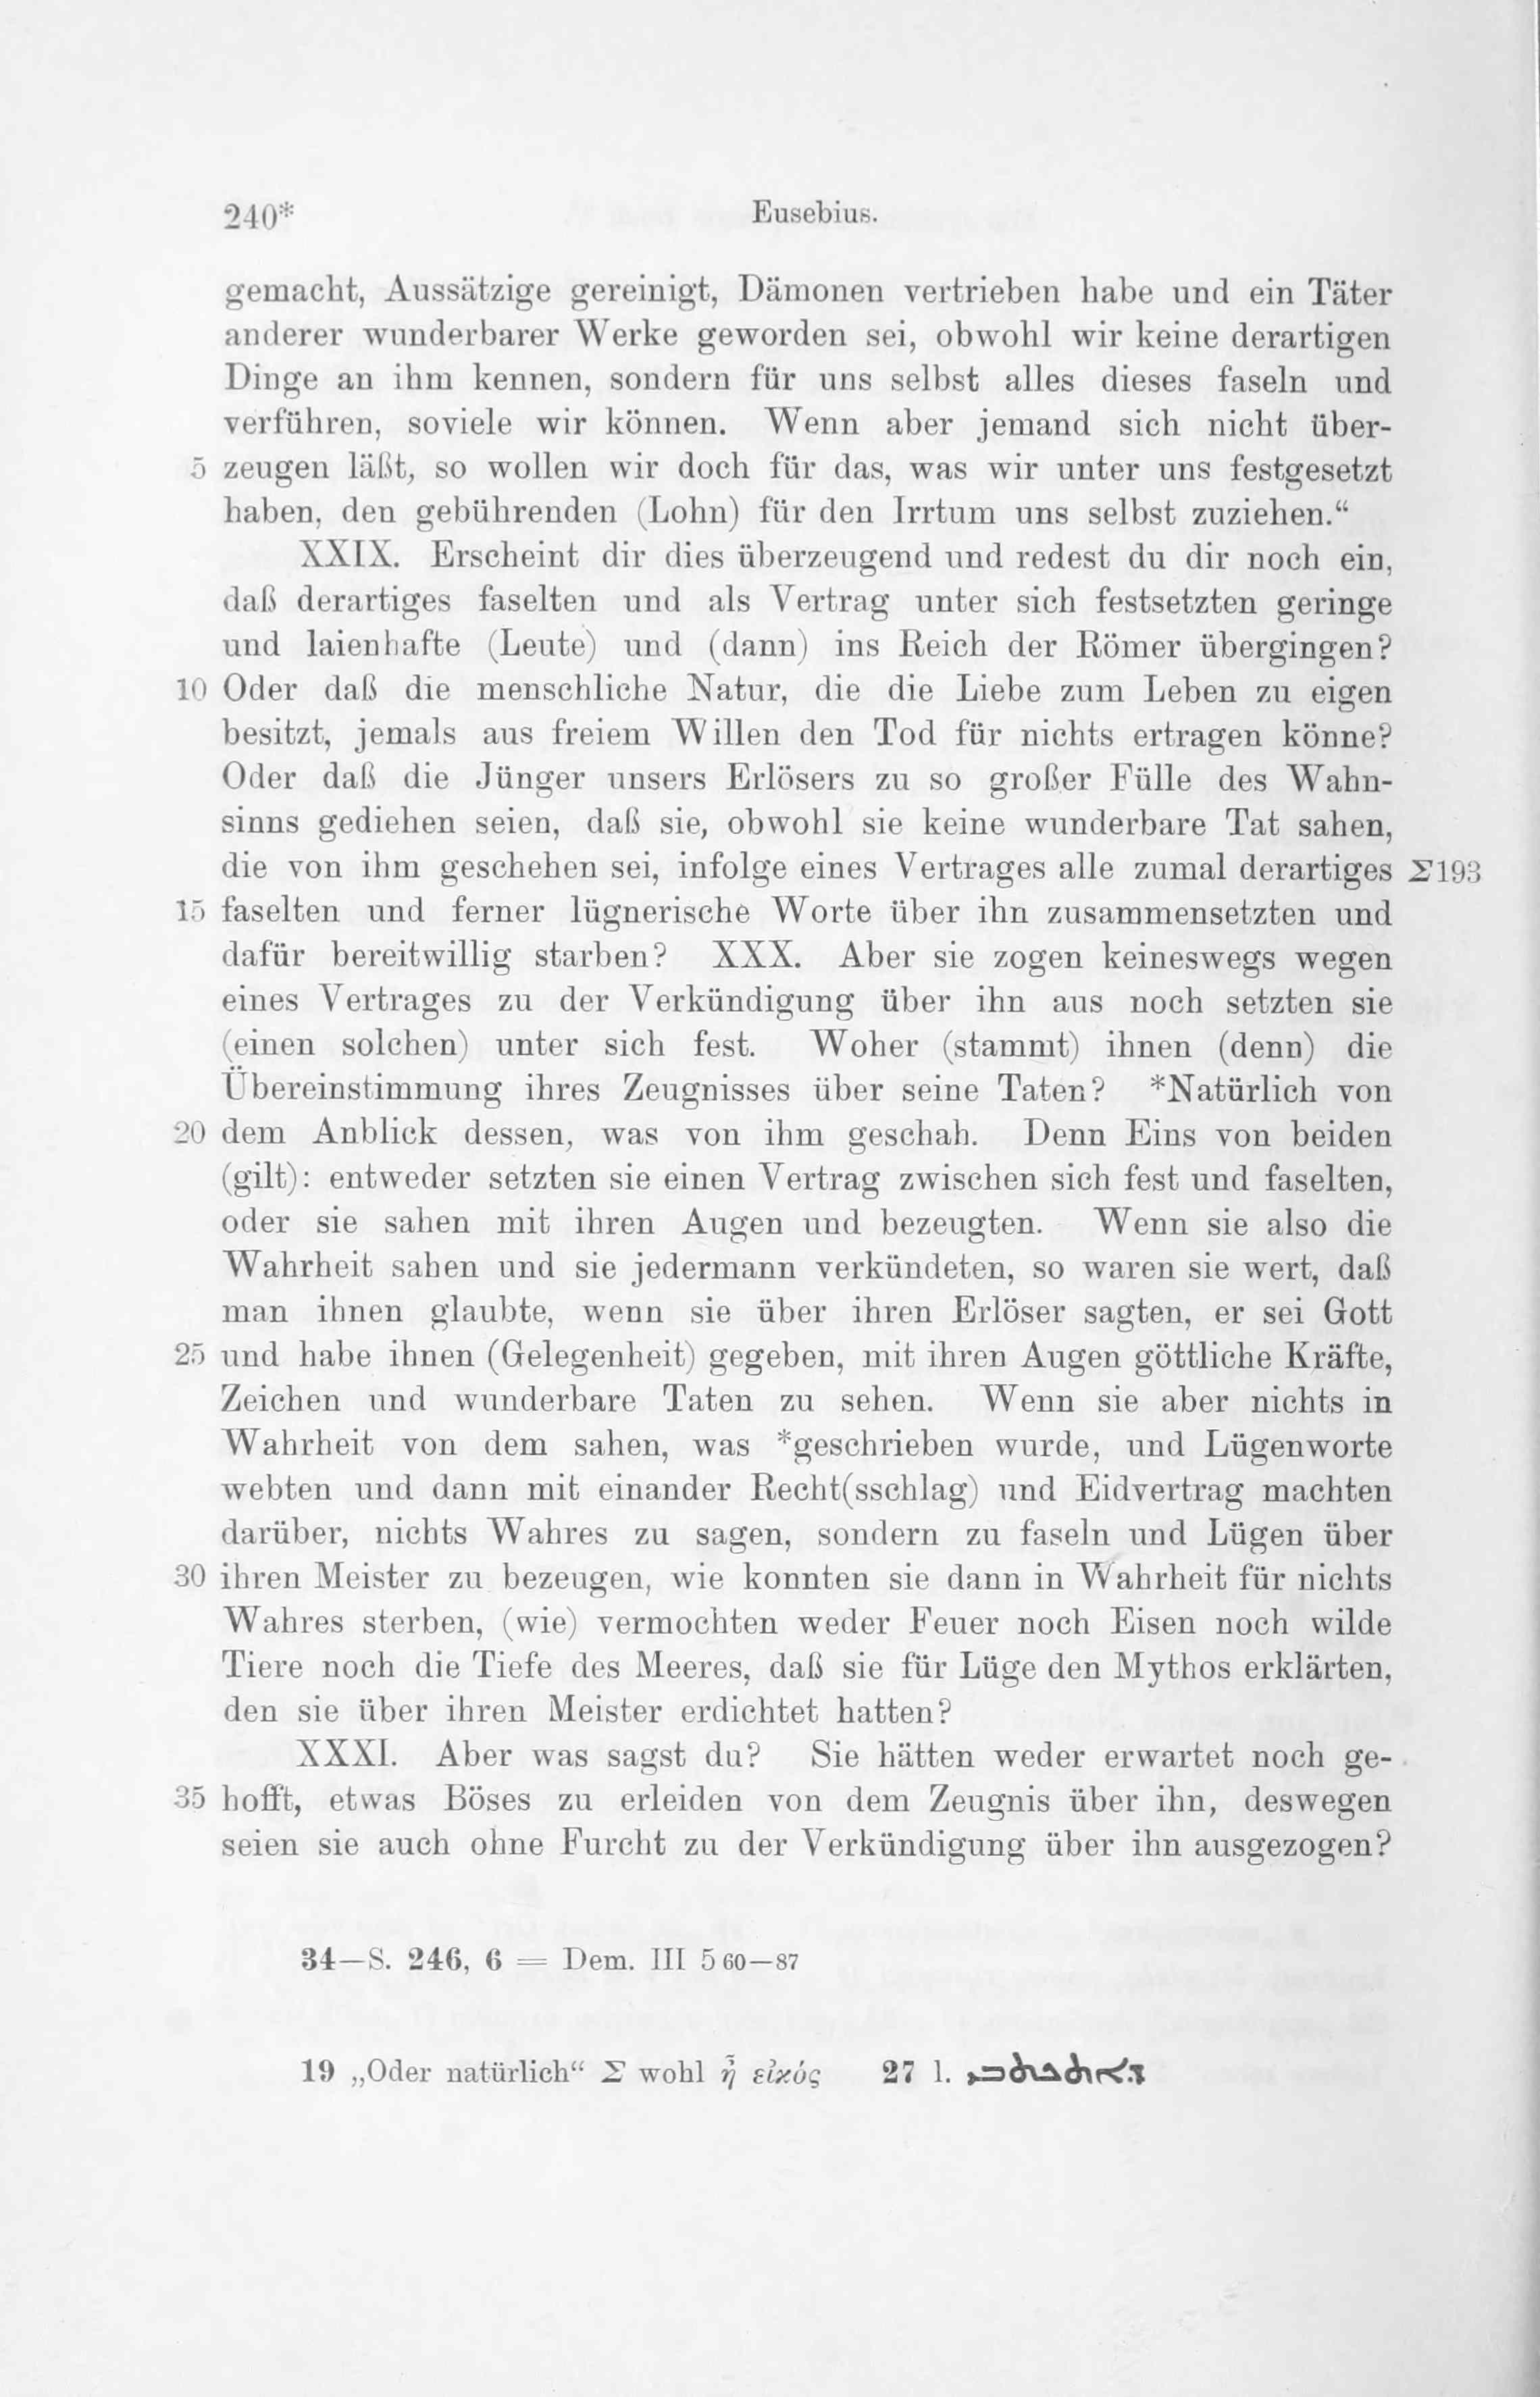 240* Eusebius.
gemacht, Aussätzige gereinigt, Dämonen vertrieben habe und ein Täter
anderer wunderbarer Werke geworden sei, obwohl wir keine derartigen
Dinge an ihm kennen, sondern für uns selbst alles dieses faseln und
verführen, soviele wir können. Wenn aber jemand sich nicht über-
5 zeugen läßt, so wollen wir doch für das, was wir unter uns festgesetzt
haben, den gebührenden (Lohn) für den Irrtum uns selbst zuziehen.“
XXIX. Erscheint dir dies überzeugend und redest du dir noch ein,
daß derartiges faselten und als Vertrag unter sich festsetzten geringe
und laienhafte (Leute) und (dann) ins Reich der Römer übergingen?
10 Oder daß die menschliche Natur, die die Liebe zum Leben zu eigen
besitzt, jemals aus freiem Willen den Tod für nichts ertragen könne?
Oder daß die Jünger unsers Erlösers zu so großer Fülle des Wahn-
sinns gediehen seien, daß sie, obwohl sie keine wunderbare Tat sahen,
die von ihm geschehen sei, infolge eines Vertrages alle zumal derartiges Σ193
15 faselten und ferner lügnerische Worte über ihn zusammensetzten und
dafür bereitwillig starben? XXX. Aber sie zogen keineswegs wegen
eines Vertrages zu der Verkündigung über ihn aus noch setzten sie
(einen solchen) unter sich fest. Woher (stammt) ihnen (denn) die
Übereinstimmung ihres Zeugnisses über seine Taten? *Natürlich von
20 dem Anblick dessen, was von ihm geschah. Denn Eins von beiden
(gilt): entweder setzten sie einen Vertrag zwischen sich fest und faselten,
oder sie sahen mit ihren Augen und bezeugten. Wenn sie also die
Wahrheit sahen und sie jedermann verkündeten, so waren sie wert, daß
man ihnen glaubte, wenn sie über ihren Erlöser sagten, er sei Gott
25 und habe ihnen (Gelegenheit) gegeben, mit ihren Augen göttliche Kräfte,
Zeichen und wunderbare Taten zu sehen. Wenn sie aber nichts in
Wahrheit von dem sahen, was *geschrieben wurde, und Lügenworte
webten und dann mit einander Recht(sschlag) und Eidvertrag machten
darüber, nichts Wahres zu sagen, sondern zu faseln und Lügen über
30 ihren Meister zu bezeugen, wie konnten sie dann in Wahrheit für nichts
Wahres sterben, (wie) vermochten weder Feuer noch Eisen noch wilde
Tiere noch die Tiefe des Meeres, daß sie für Lüge den Mythos erklärten,
den sie über ihren Meister erdichtet hatten?
XXXI. Aber was sagst du? Sie hätten weder erwartet noch ge-
35 hofft, etwas Böses zu erleiden von dem Zeugnis über ihn, deswegen
seien sie auch ohne Furcht zu der Verkündigung über ihn ausgezogen?
34—S. 246, 6 = Dem. III 5 60—87
19 „Oder natürlich“ Σ wohl ἦ εἰκός 27 l.